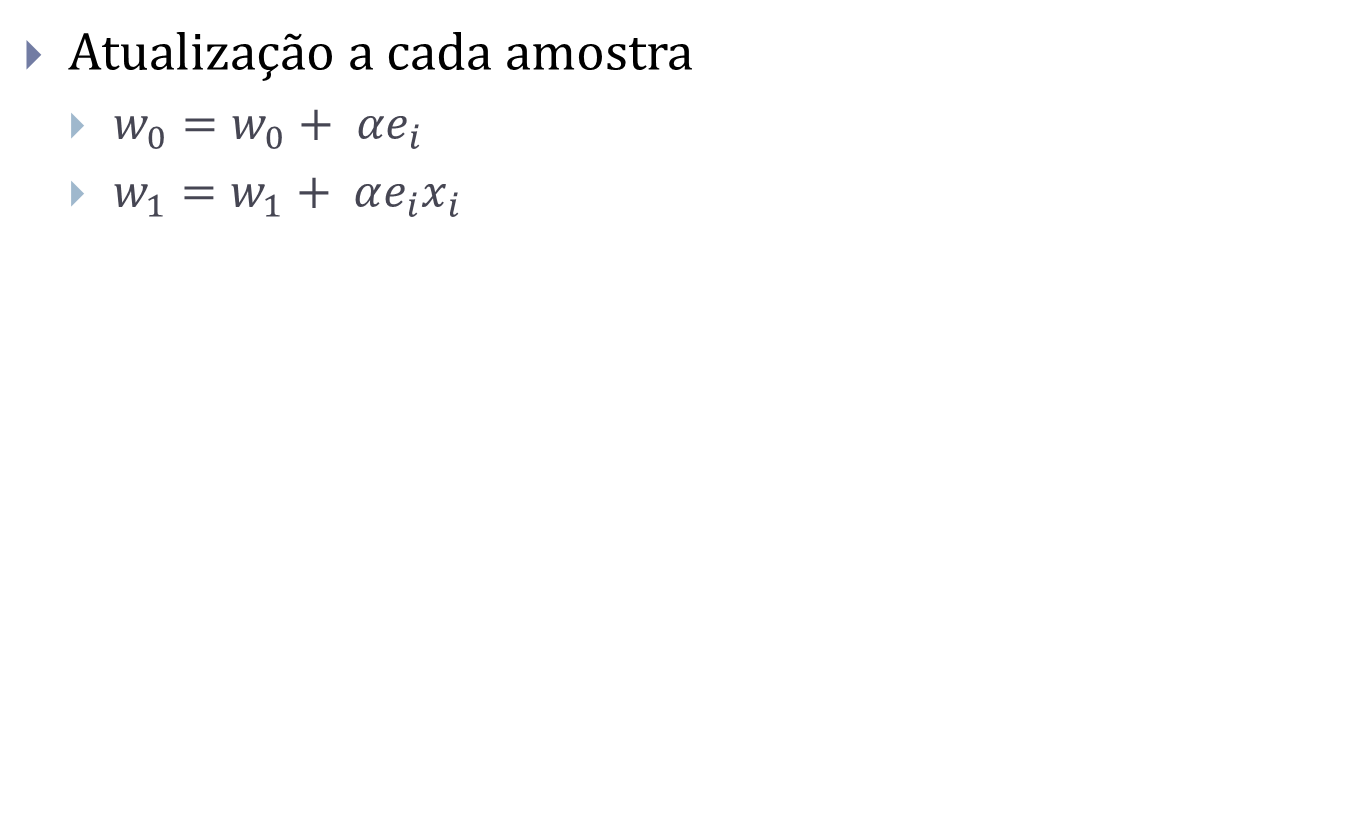 Atualização a cada amostra
w₀ = w₀ + αeᵢ
w₁ = w₁ + αeᵢxᵢ